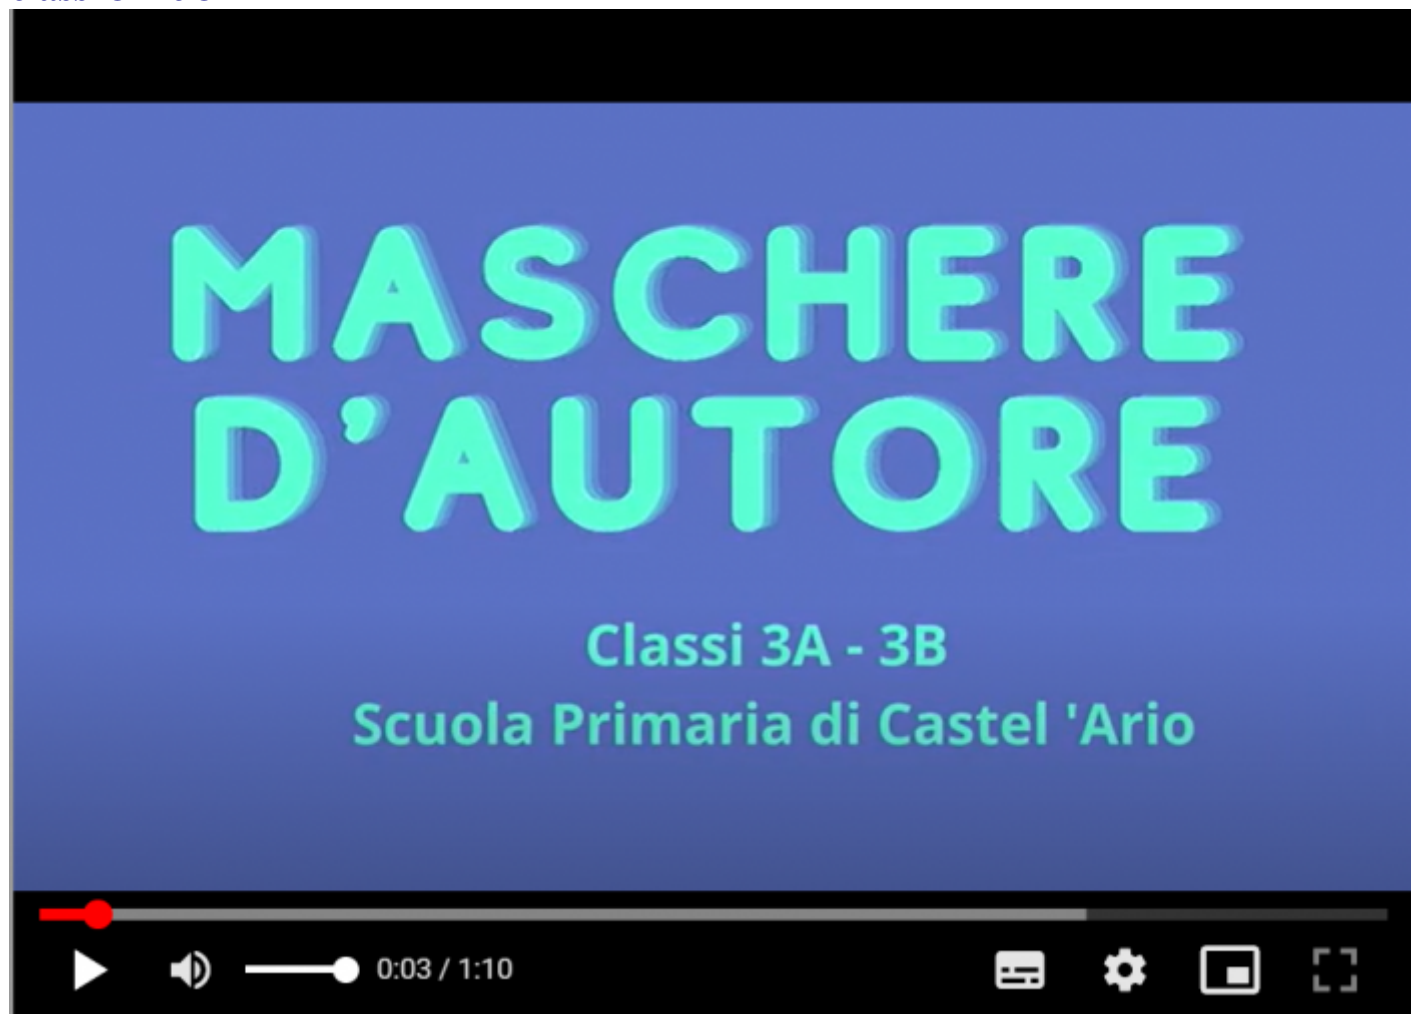 MASCHERE
D’AUTORE
Classi 3A - 3B
Scuola Primaria di Castel 'Ario
0:03 / 1:10